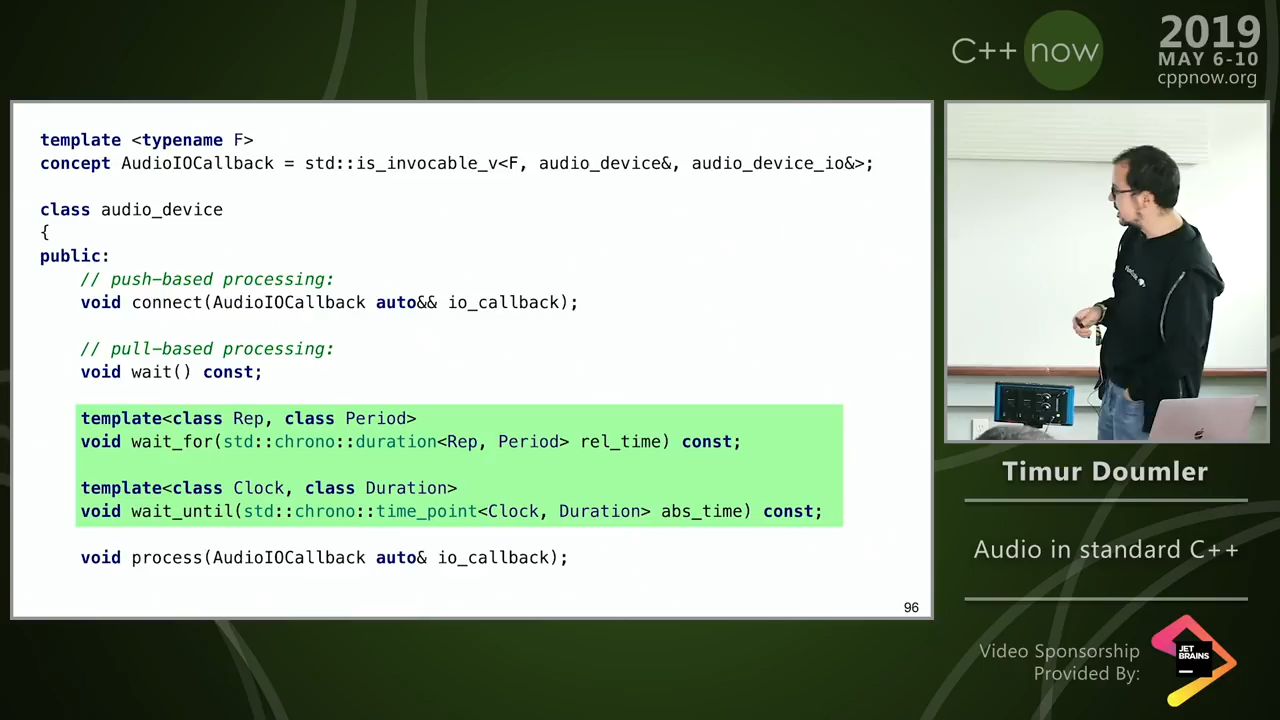 C++ now
2019
MAY 6-10
cppnow.org
template <typename F>
concept AudioIOCallback = std::is_invocable_v<F, audio_device&, audio_device_io&>;
class audio_device
{
public:
// push-based processing:
void connect(AudioIOCallback auto&& io_callback);
// pull-based processing:
void wait() const;
template<class Rep, class Period>
void wait_for(std::chrono::duration<Rep, Period> rel_time) const;
template<class Clock, class Duration>
void wait_until(std::chrono::time_point<Clock, Duration> abs_time) const;
void process(AudioIOCallback auto& io_callback);
96
Timur Doumler
Audio in standard C++
Video Sponsorship
Provided By:
JET
BRAINS